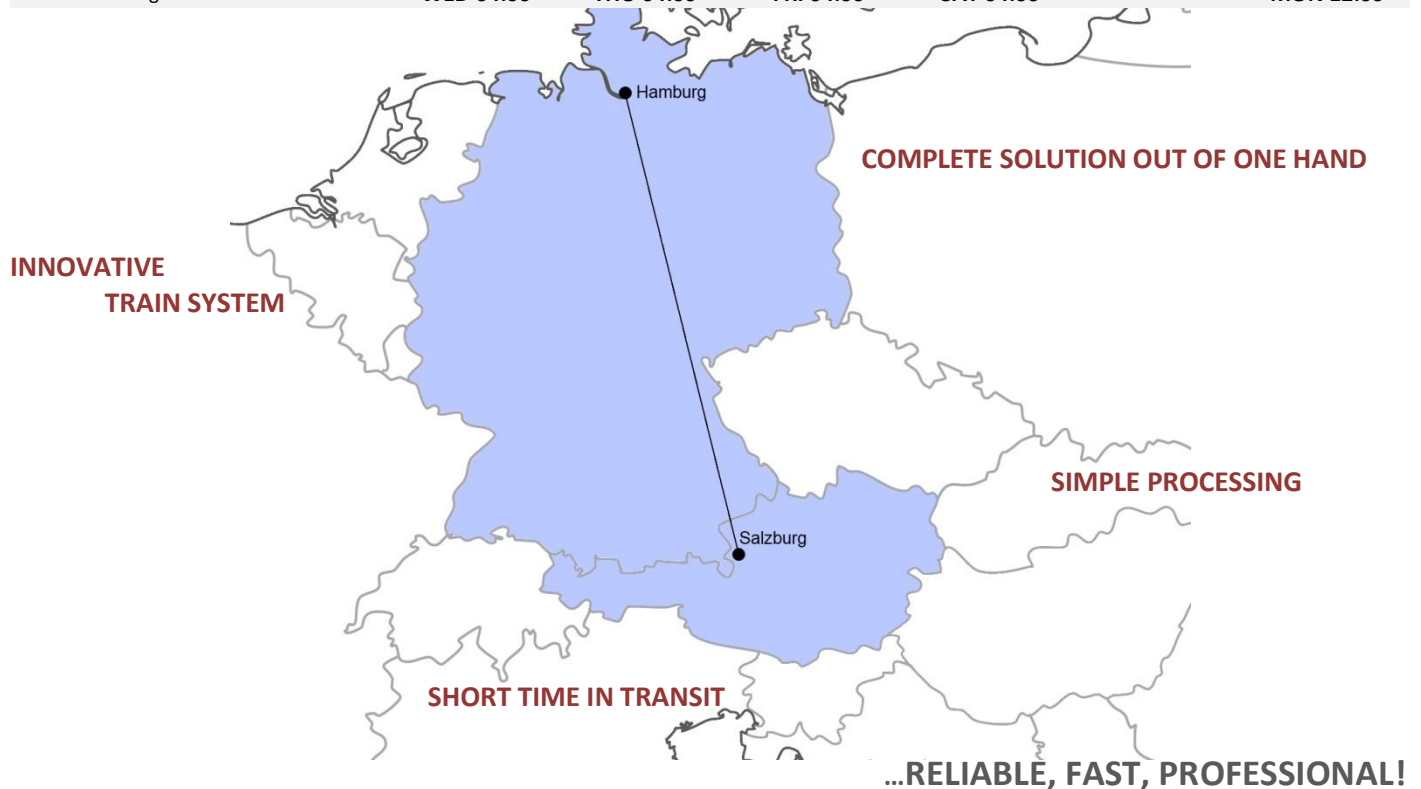 Hamburg
COMPLETE SOLUTION OUT OF ONE HAND
INNOVATIVE
TRAIN SYSTEM
SIMPLE PROCESSING
Salzburg
SHORT TIME IN TRANSIT
...RELIABLE, FAST, PROFESSIONAL!